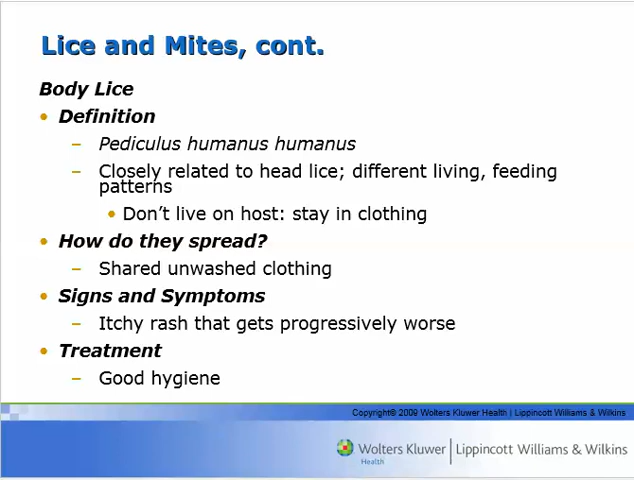 Lice and Mites, cont.
Body Lice
• Definition
– Pediculus humanus humanus
– Closely related to head lice; different living, feeding
patterns
• Don’t live on host: stay in clothing
• How do they spread?
– Shared unwashed clothing
• Signs and Symptoms
– Itchy rash that gets progressively worse
• Treatment
– Good hygiene
Copyright© 2009 Wolters Kluwer Health | Lippincott Williams & Wilkins
Wolters Kluwer | Lippincott Williams & Wilkins
Health